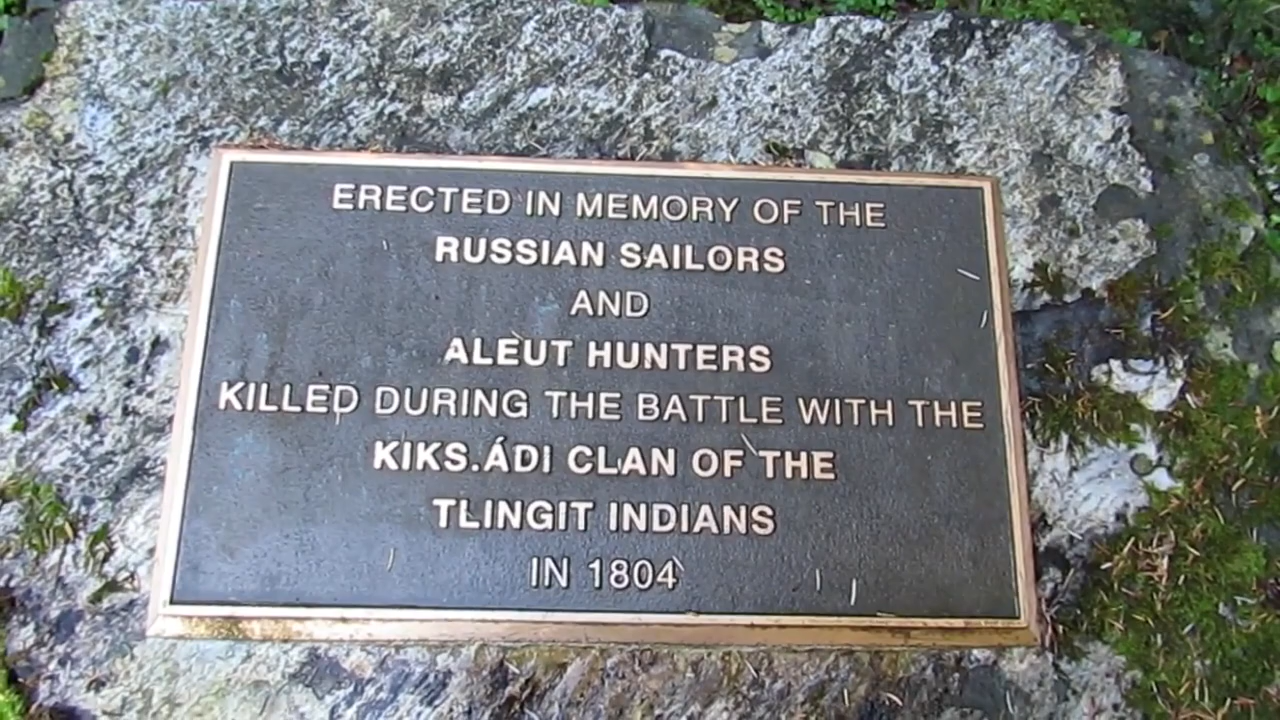 ERECTED IN MEMORY OF THE
RUSSIAN SAILORS
AND
ALEUT HUNTERS
KILLED DURING THE BATTLE WITH THE
KIKS.ÁDI CLAN OF THE
TLINGIT INDIANS
IN 1804